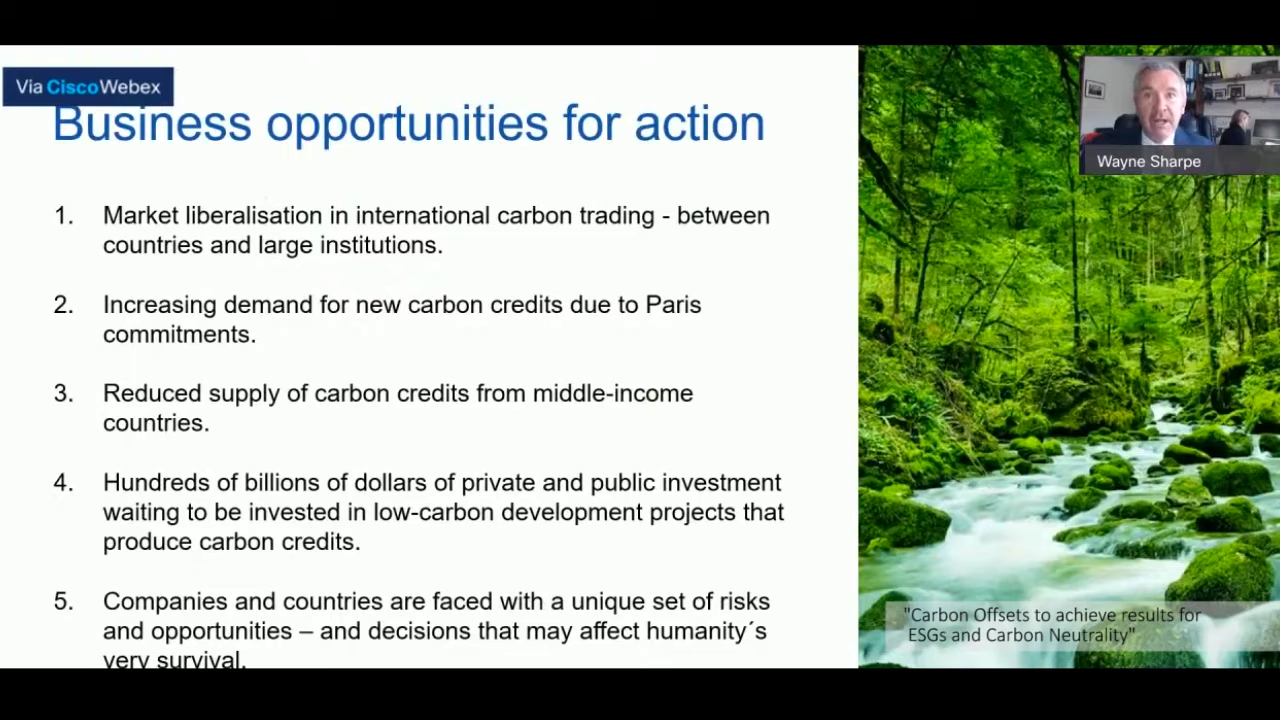 Via CiscoWebex
Business opportunities for action
Wayne Sharpe
1. Market liberalisation in international carbon trading - between
countries and large institutions.
2. Increasing demand for new carbon credits due to Paris
commitments.
3. Reduced supply of carbon credits from middle-income
countries.
4. Hundreds of billions of dollars of private and public investment
waiting to be invested in low-carbon development projects that
produce carbon credits.
5. Companies and countries are faced with a unique set of risks
and opportunities – and decisions that may affect humanity´s
very survival.
"Carbon Offsets to achieve results for
ESGs and Carbon Neutrality"